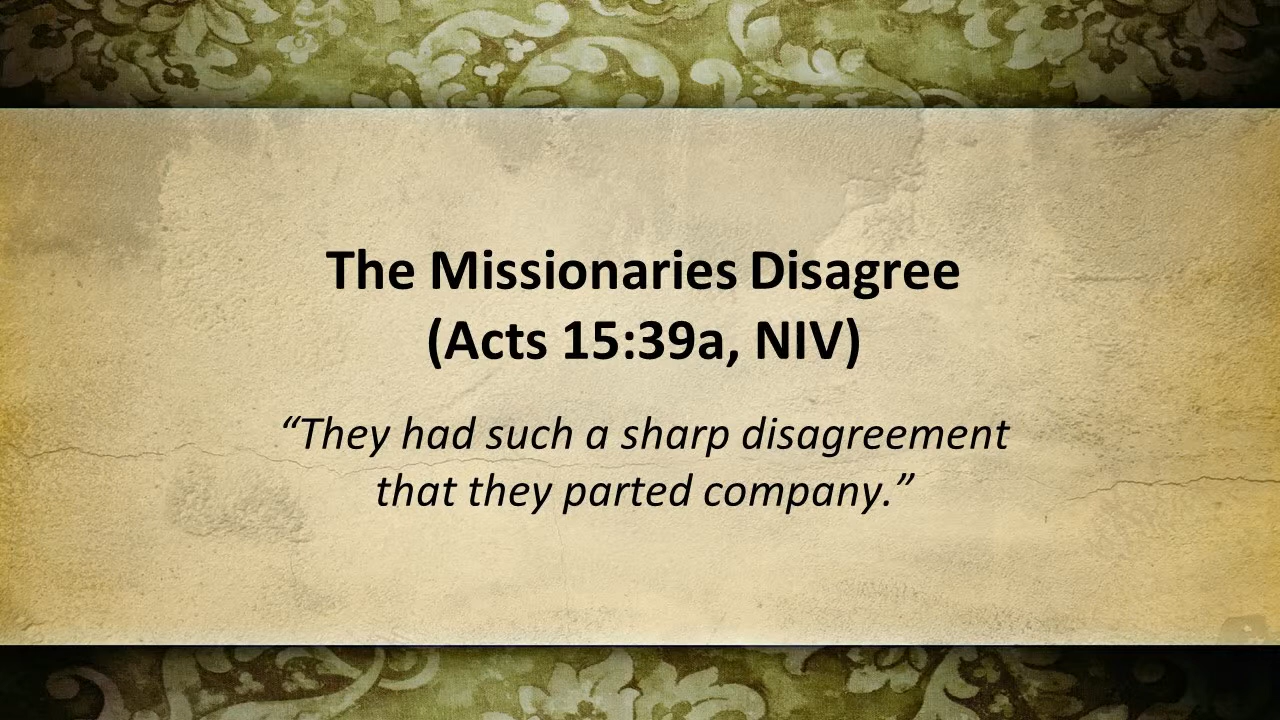 The Missionaries Disagree
(Acts 15:39a, NIV)
“They had such a sharp disagreement
that they parted company.”